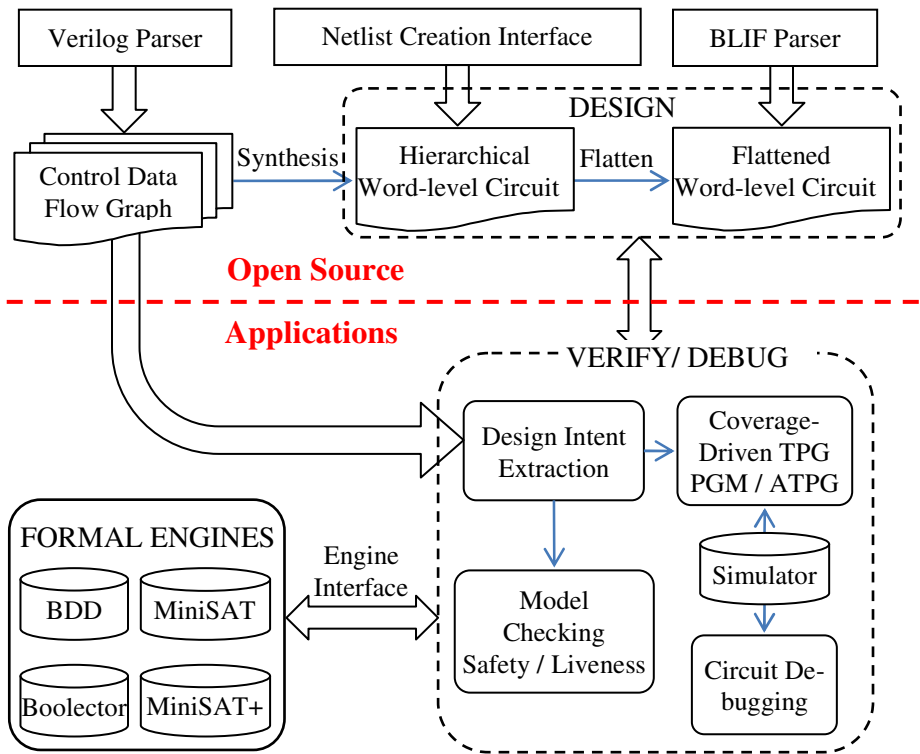 Verilog Parser
Netlist Creation Interface
BLIF Parser
DESIGN
Control Data
Flow Graph
Synthesis
Hierarchical
Word-level Circuit
Flatten
Flattened
Word-level Circuit
Open Source
Applications
VERIFY/ DEBUG
Design Intent
Extraction
Coverage-
Driven TPG
PGM / ATPG
FORMAL ENGINES
BDD
MiniSAT
Boolector
MiniSAT+
Engine
Interface
Model
Checking
Safety / Liveness
Simulator
Circuit De-
bugging